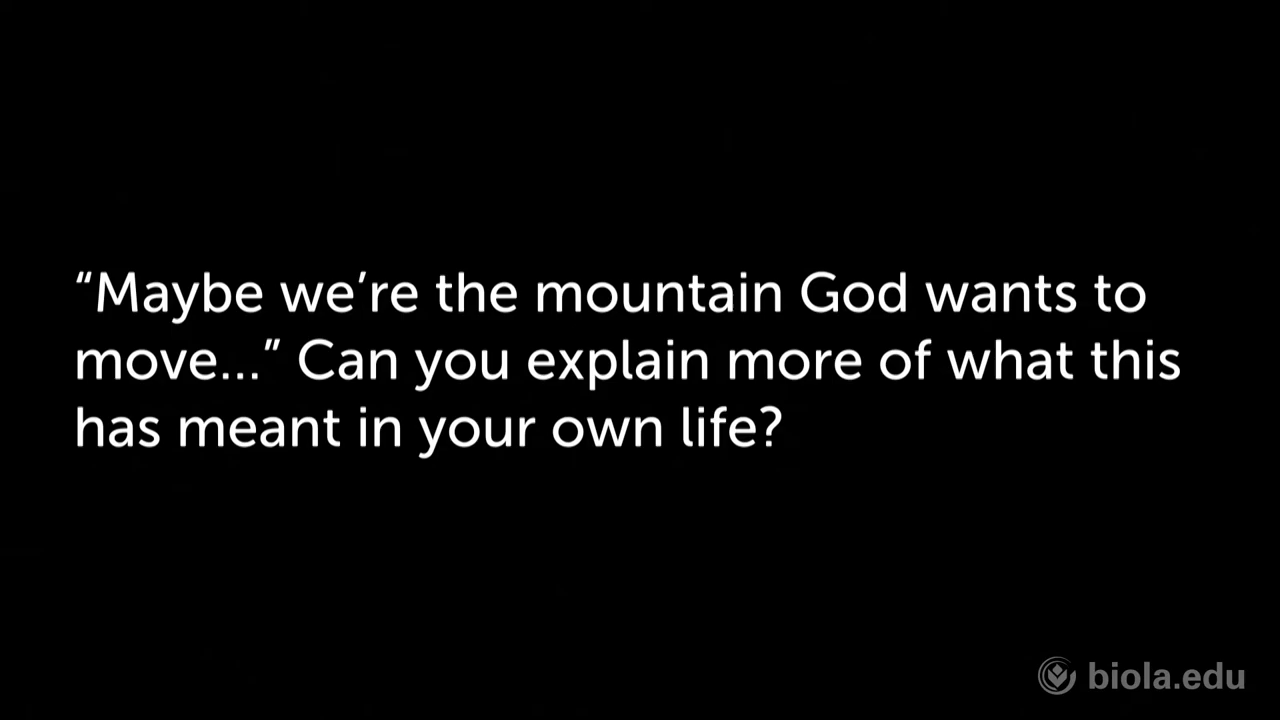 “Maybe we’re the mountain God wants to
move...” Can you explain more of what this
has meant in your own life?
biola.edu